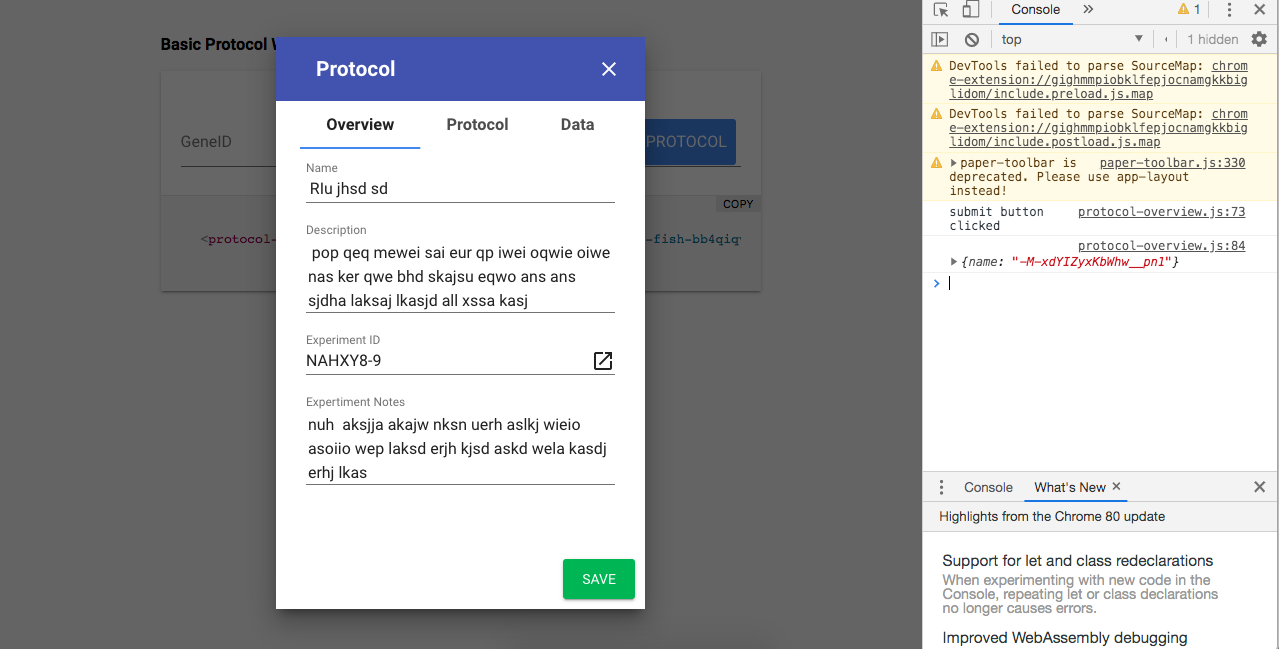 Basic Protocol
Protocol
Overview Protocol Data
GeneID
PROTOCOL
Name
RIu jhsd sd
COPY
Description
<protocol-
-fish-bb4qiq
pop qeq mewei sai eur qp iwei oqwie oiwe
nas ker qwe bhd skajsu eqwo ans ans
sjdha laksaj lkasjd all xssa kasj
Experiment ID
NAHXY8-9
Expertiment Notes
nuh aksjja akajw nksn uerh aslkj wieio
asoiio wep laksd erjh kjsd askd wela kasdj
erhj lkas
SAVE
Console
1
top
1 hidden
DevTools failed to parse SourceMap: chrom
e-extension://gighmmpiobklfepjocnamgkkbig
lidom/include.preload.js.map
DevTools failed to parse SourceMap: chrom
e-extension://gighmmpiobklfepjocnamgkkbig
lidom/include.postload.js.map
paper-toolbar is paper-toolbar.js:330
deprecated. Please use app-layout
instead!
submit button protocol-overview.js:73
clicked
protocol-overview.js:84
{name: "-M-xdYIZyxKbWhw__pn1"}
Console What's New
Highlights from the Chrome 80 update
Support for let and class redeclarations
When experimenting with new code in the
Console, repeating let or class declarations
no longer causes errors.
Improved WebAssembly debugging